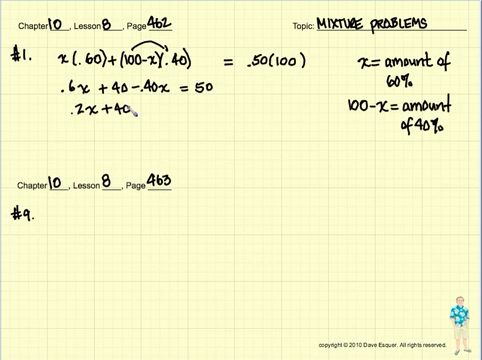 Chapter 10, Lesson 8, Page 462
Topic: MIXTURE PROBLEMS
#1. x(.60)+(100-x)(.40) = .50(100)
x = amount of 60%
.6x + 40 - .40x = 50
100-x = amount of 40%
.2x + 40
Chapter 10, Lesson 8, Page 463
#9.
copyright © 2010 Dave Esquer. All rights reserved.